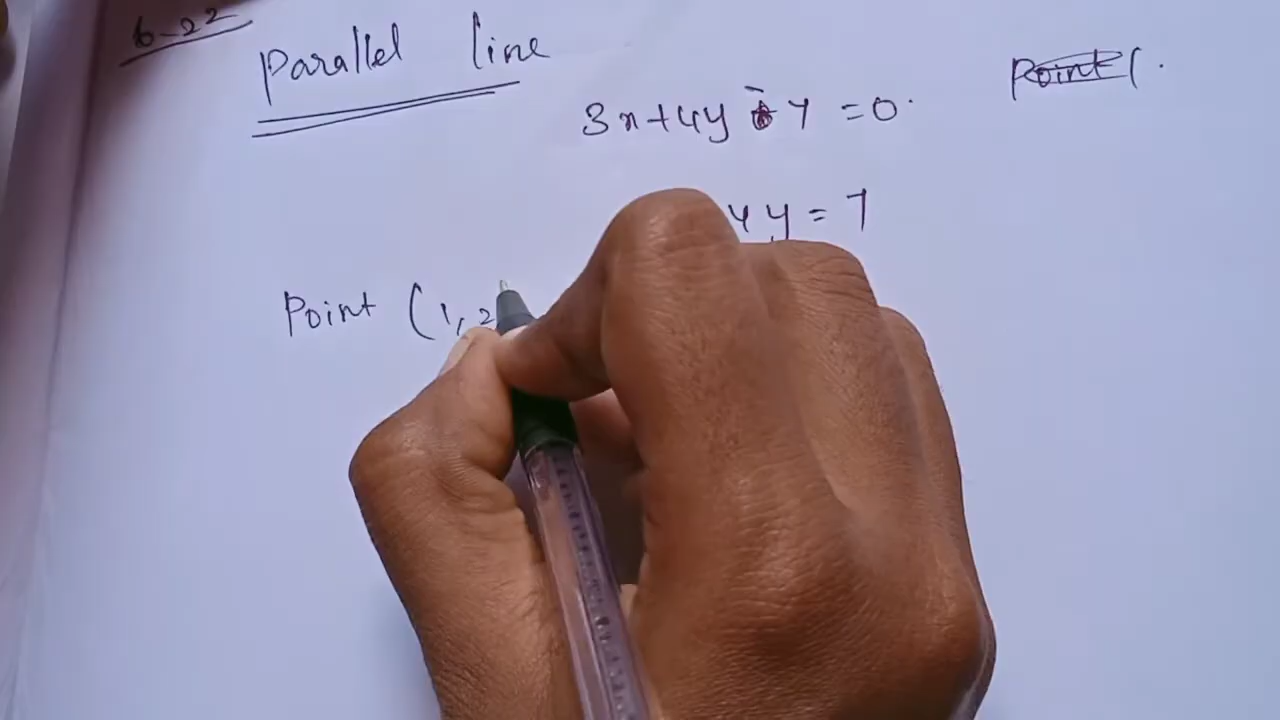 6-22
Parallel line
Point (.
3x+4y - 7 = 0.
4y = 7
Point (1, 2